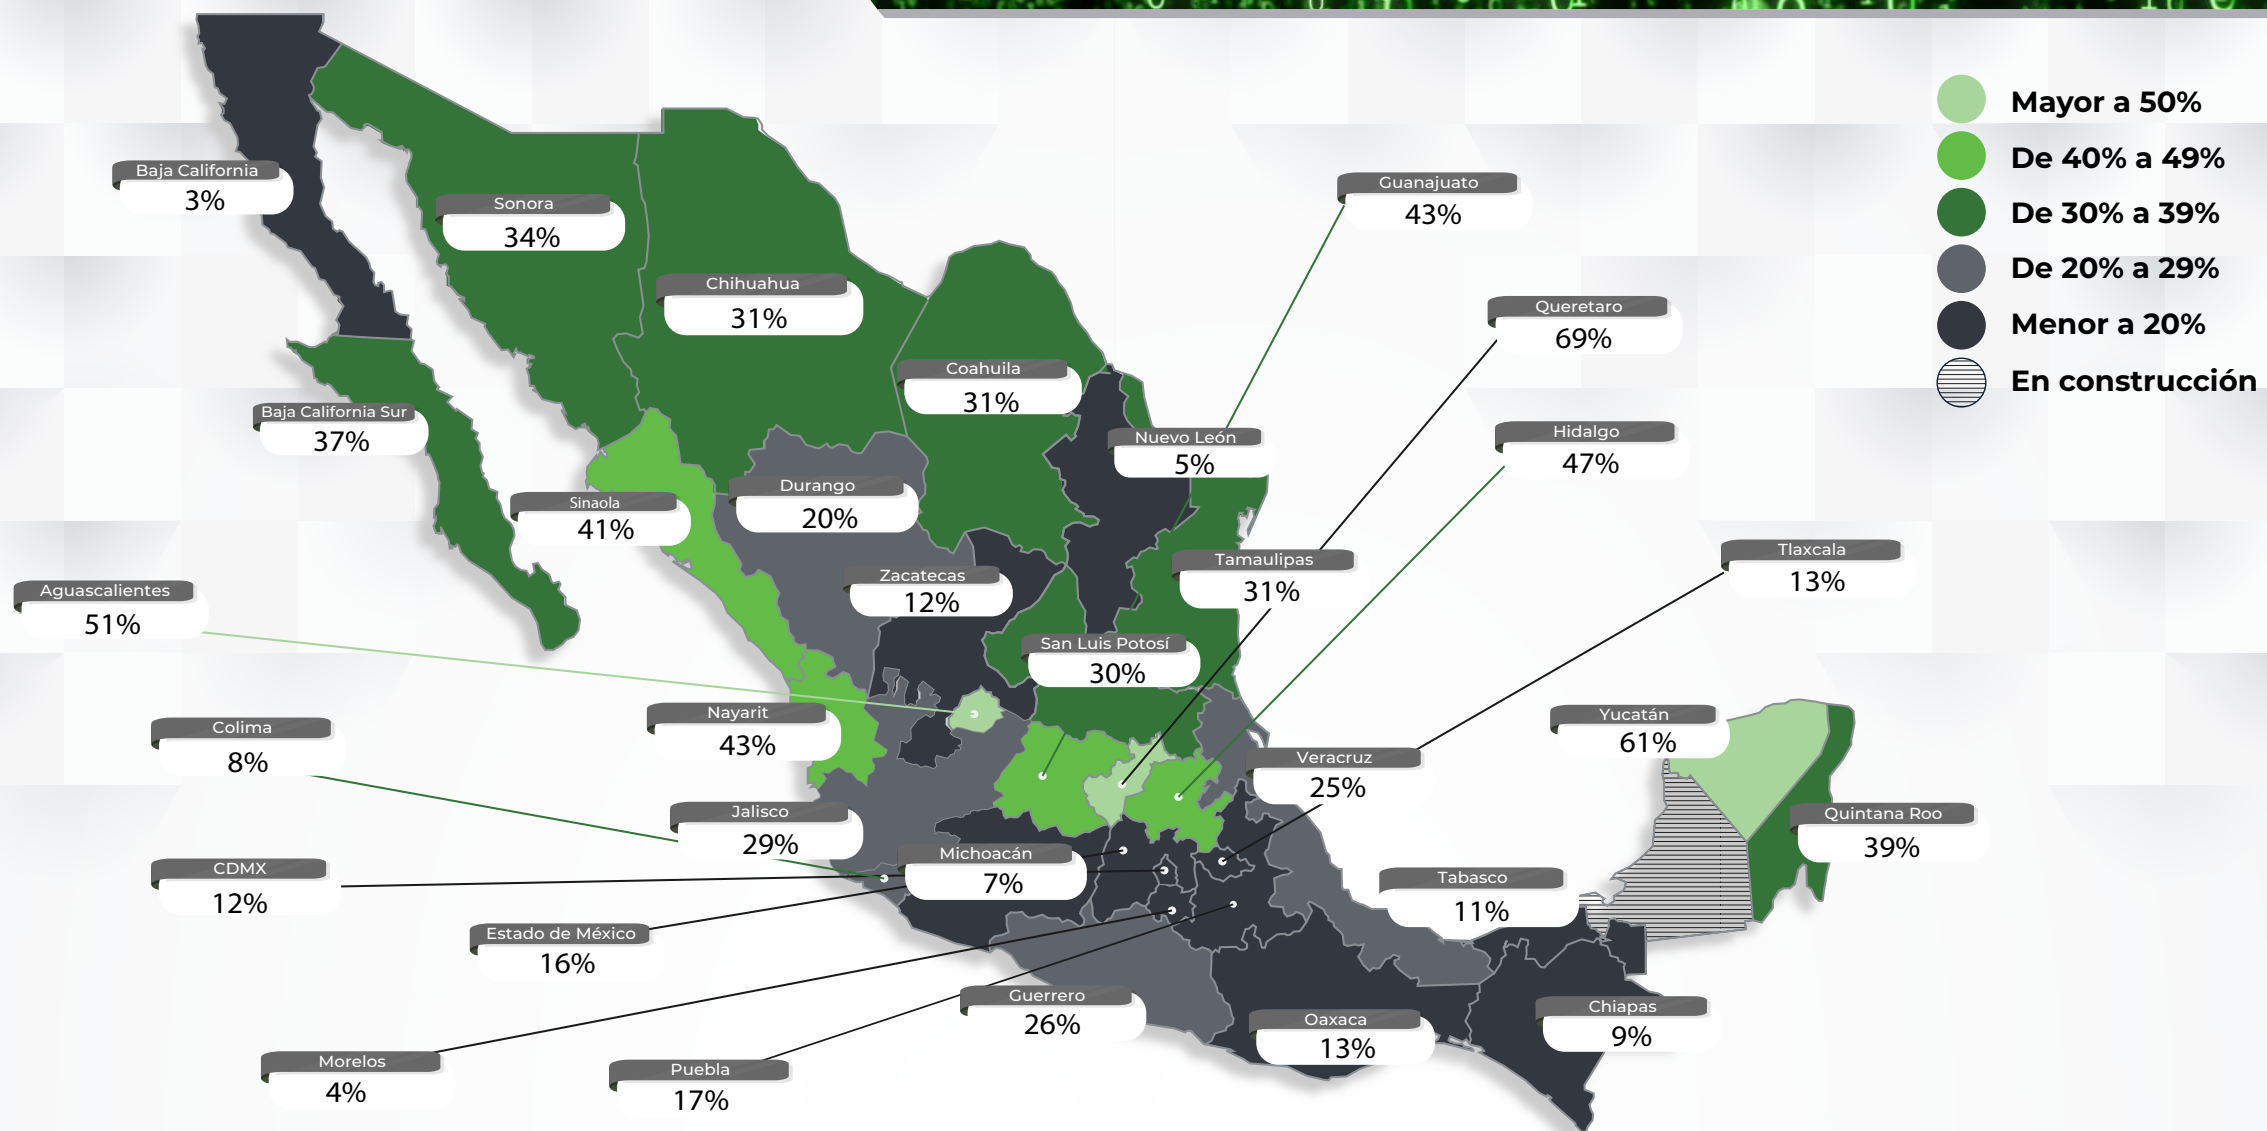 Mayor a 50%
De 40% a 49%
De 30% a 39%
De 20% a 29%
Menor a 20%
En construcción
Baja California
3%
Sonora
34%
Guanajuato
43%
Chihuahua
31%
Queretaro
69%
Coahuila
31%
Baja California Sur
37%
Nuevo León
5%
Hidalgo
47%
Sinaola
41%
Durango
20%
Zacatecas
12%
Tamaulipas
31%
Tlaxcala
13%
Aguascalientes
51%
San Luis Potosí
30%
Colima
8%
Nayarit
43%
Veracruz
25%
Yucatán
61%
Jalisco
29%
Quintana Roo
39%
CDMX
12%
Michoacán
7%
Tabasco
11%
Estado de México
16%
Guerrero
26%
Oaxaca
13%
Chiapas
9%
Morelos
4%
Puebla
17%